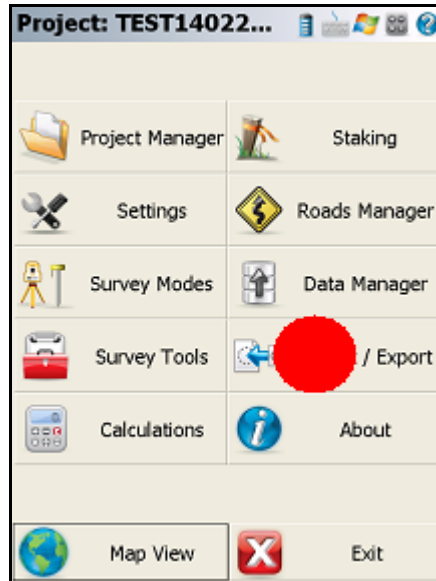 Project: TEST14022...
Project Manager
Staking
Settings
Roads Manager
Survey Modes
Data Manager
Survey Tools
/ Export
Calculations
About
Map View
Exit